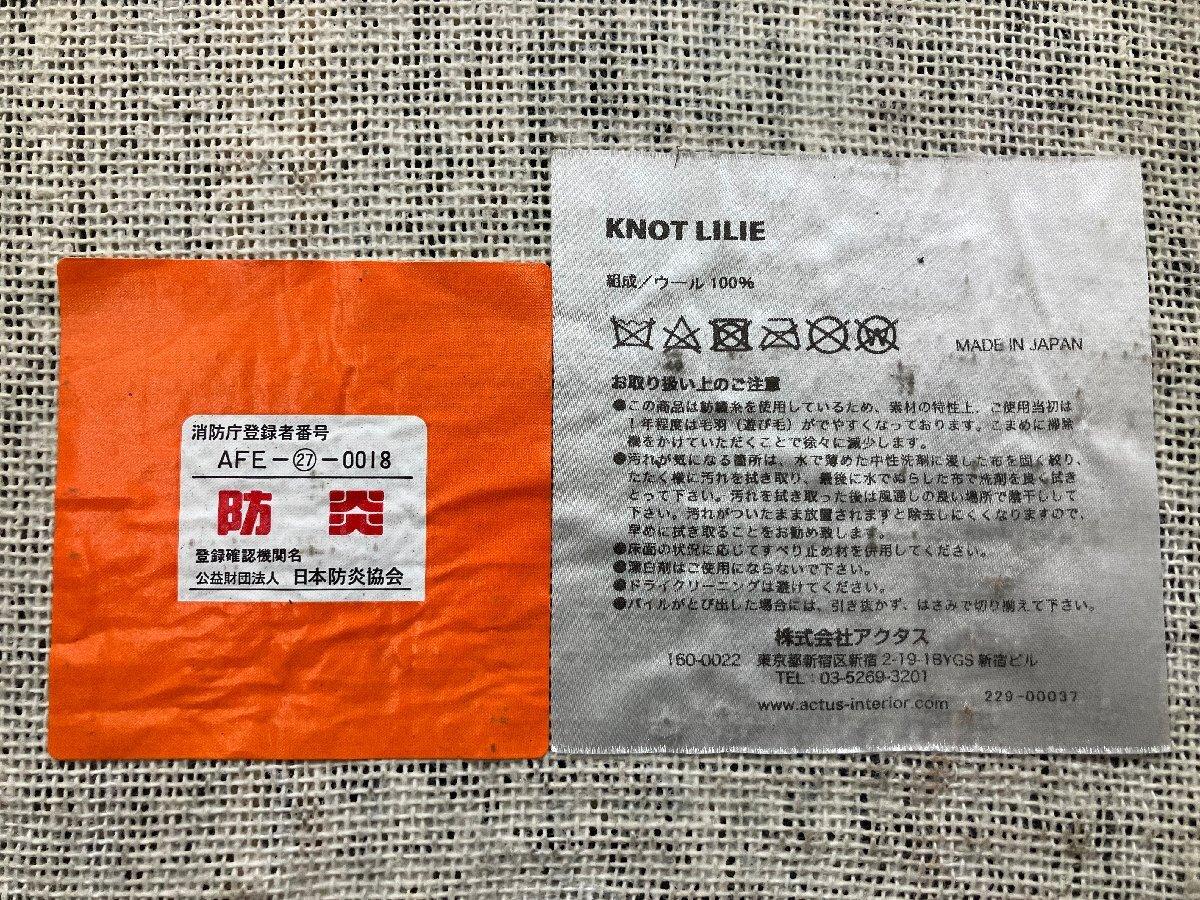 消防庁登録者番号
AFE-㉗-0018
防炎
登録確認機関名
公益財団法人 日本防炎協会
KNOT LILIE
組成／ウール 100%
MADE IN JAPAN
お取り扱い上のご注意
●この商品は紡績糸を使用しているため、素材の特性上、ご使用当初は
1年程度は毛羽（遊び毛）がでやすくなっております。こまめに掃除
機をかけていただくことで徐々に減少します。
●汚れが気になる箇所は、水で薄めた中性洗剤に浸した布を固く絞り、
たたく様に汚れを拭き取り、最後に水でぬらした布で洗剤を良く拭き
とって下さい。汚れを拭き取った後は風通しの良い場所で陰干しして
下さい。汚れがついたまま放置されますと除去しにくくなりますので、
早めに拭き取ることをお勧め致します。
●床面の状況に応じてすべり止め材を併用してください。
●漂白剤はご使用にならないで下さい。
●ドライクリーニングは避けてください。
●パイルがとび出した場合には、引き抜かず、はさみで切り揃えて下さい。
株式会社アクタス
160-0022 東京都新宿区新宿 2-19-1BYGS 新宿ビル
TEL：03-5269-3201
www.actus-interior.com 229-00037